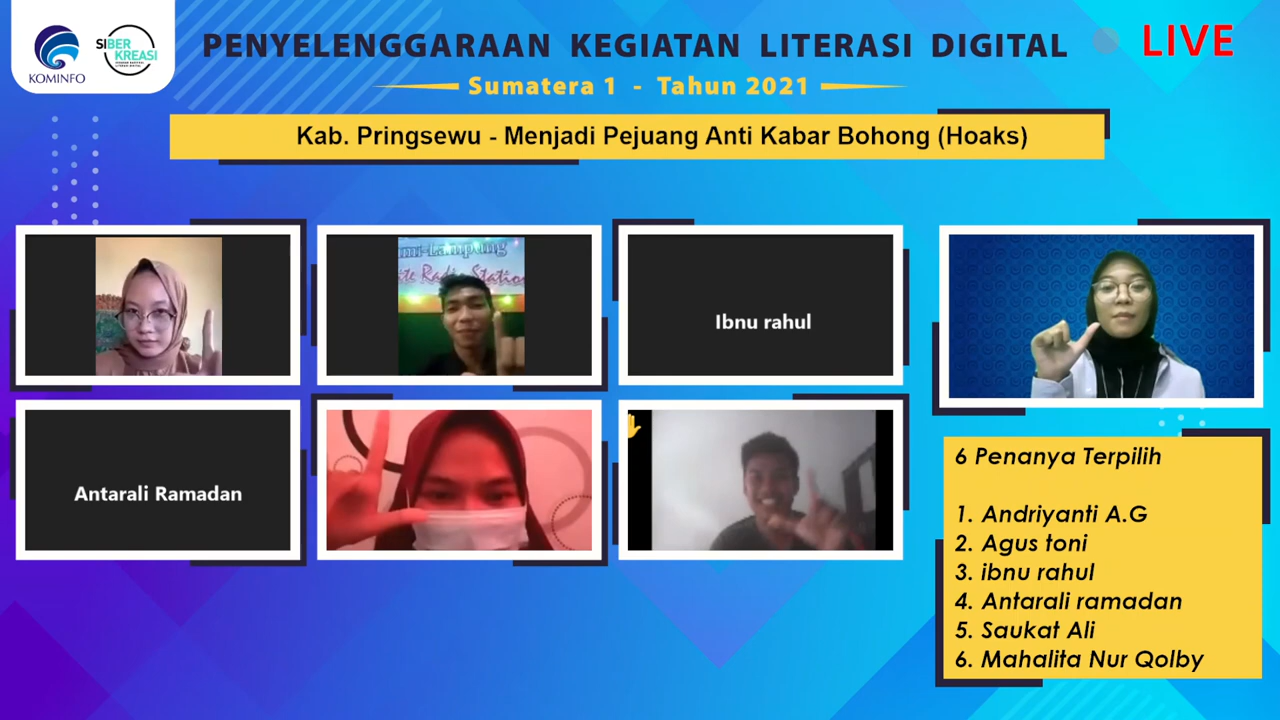 KOMINFO
SIBER
KREASI
PENYELENGGARAAN KEGIATAN LITERASI DIGITAL
LIVE
Sumatera 1 - Tahun 2021
Kab. Pringsewu - Menjadi Pejuang Anti Kabar Bohong (Hoaks)
Ibnu rahul
Antarali Ramadan
6 Penanya Terpilih
1. Andriyanti A.G
2. Agus toni
3. ibnu rahul
4. Antarali ramadan
5. Saukat Ali
6. Mahalita Nur Qolby